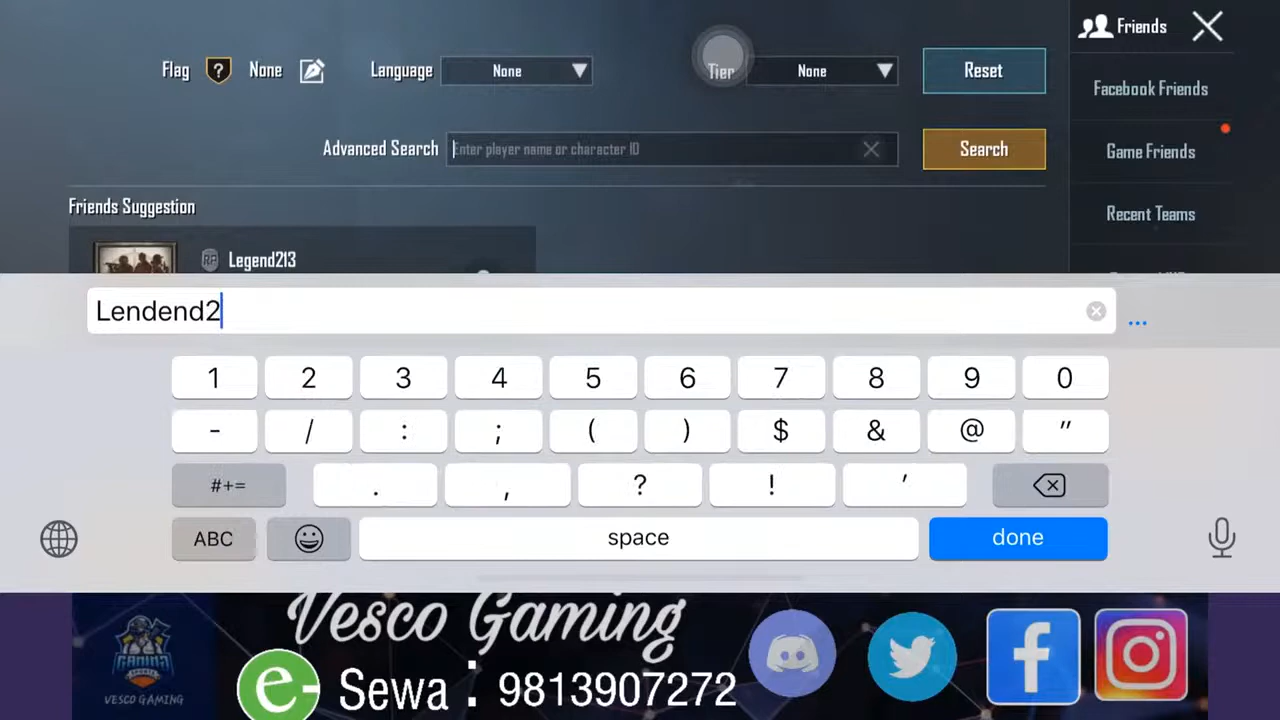 Friends
Flag ? None Language None Tier None Reset
Facebook Friends
Advanced Search Enter player name or character ID Search
Game Friends
Friends Suggestion
Recent Teams
RP Legend213
Lendend2
...
1 2 3 4 5 6 7 8 9 0
- / : ; ( ) $ & @ "
#+= . , ? ! '
ABC space done
Vesco Gaming
GAMING
VESCO GAMING
e-Sewa : 9813907272
f